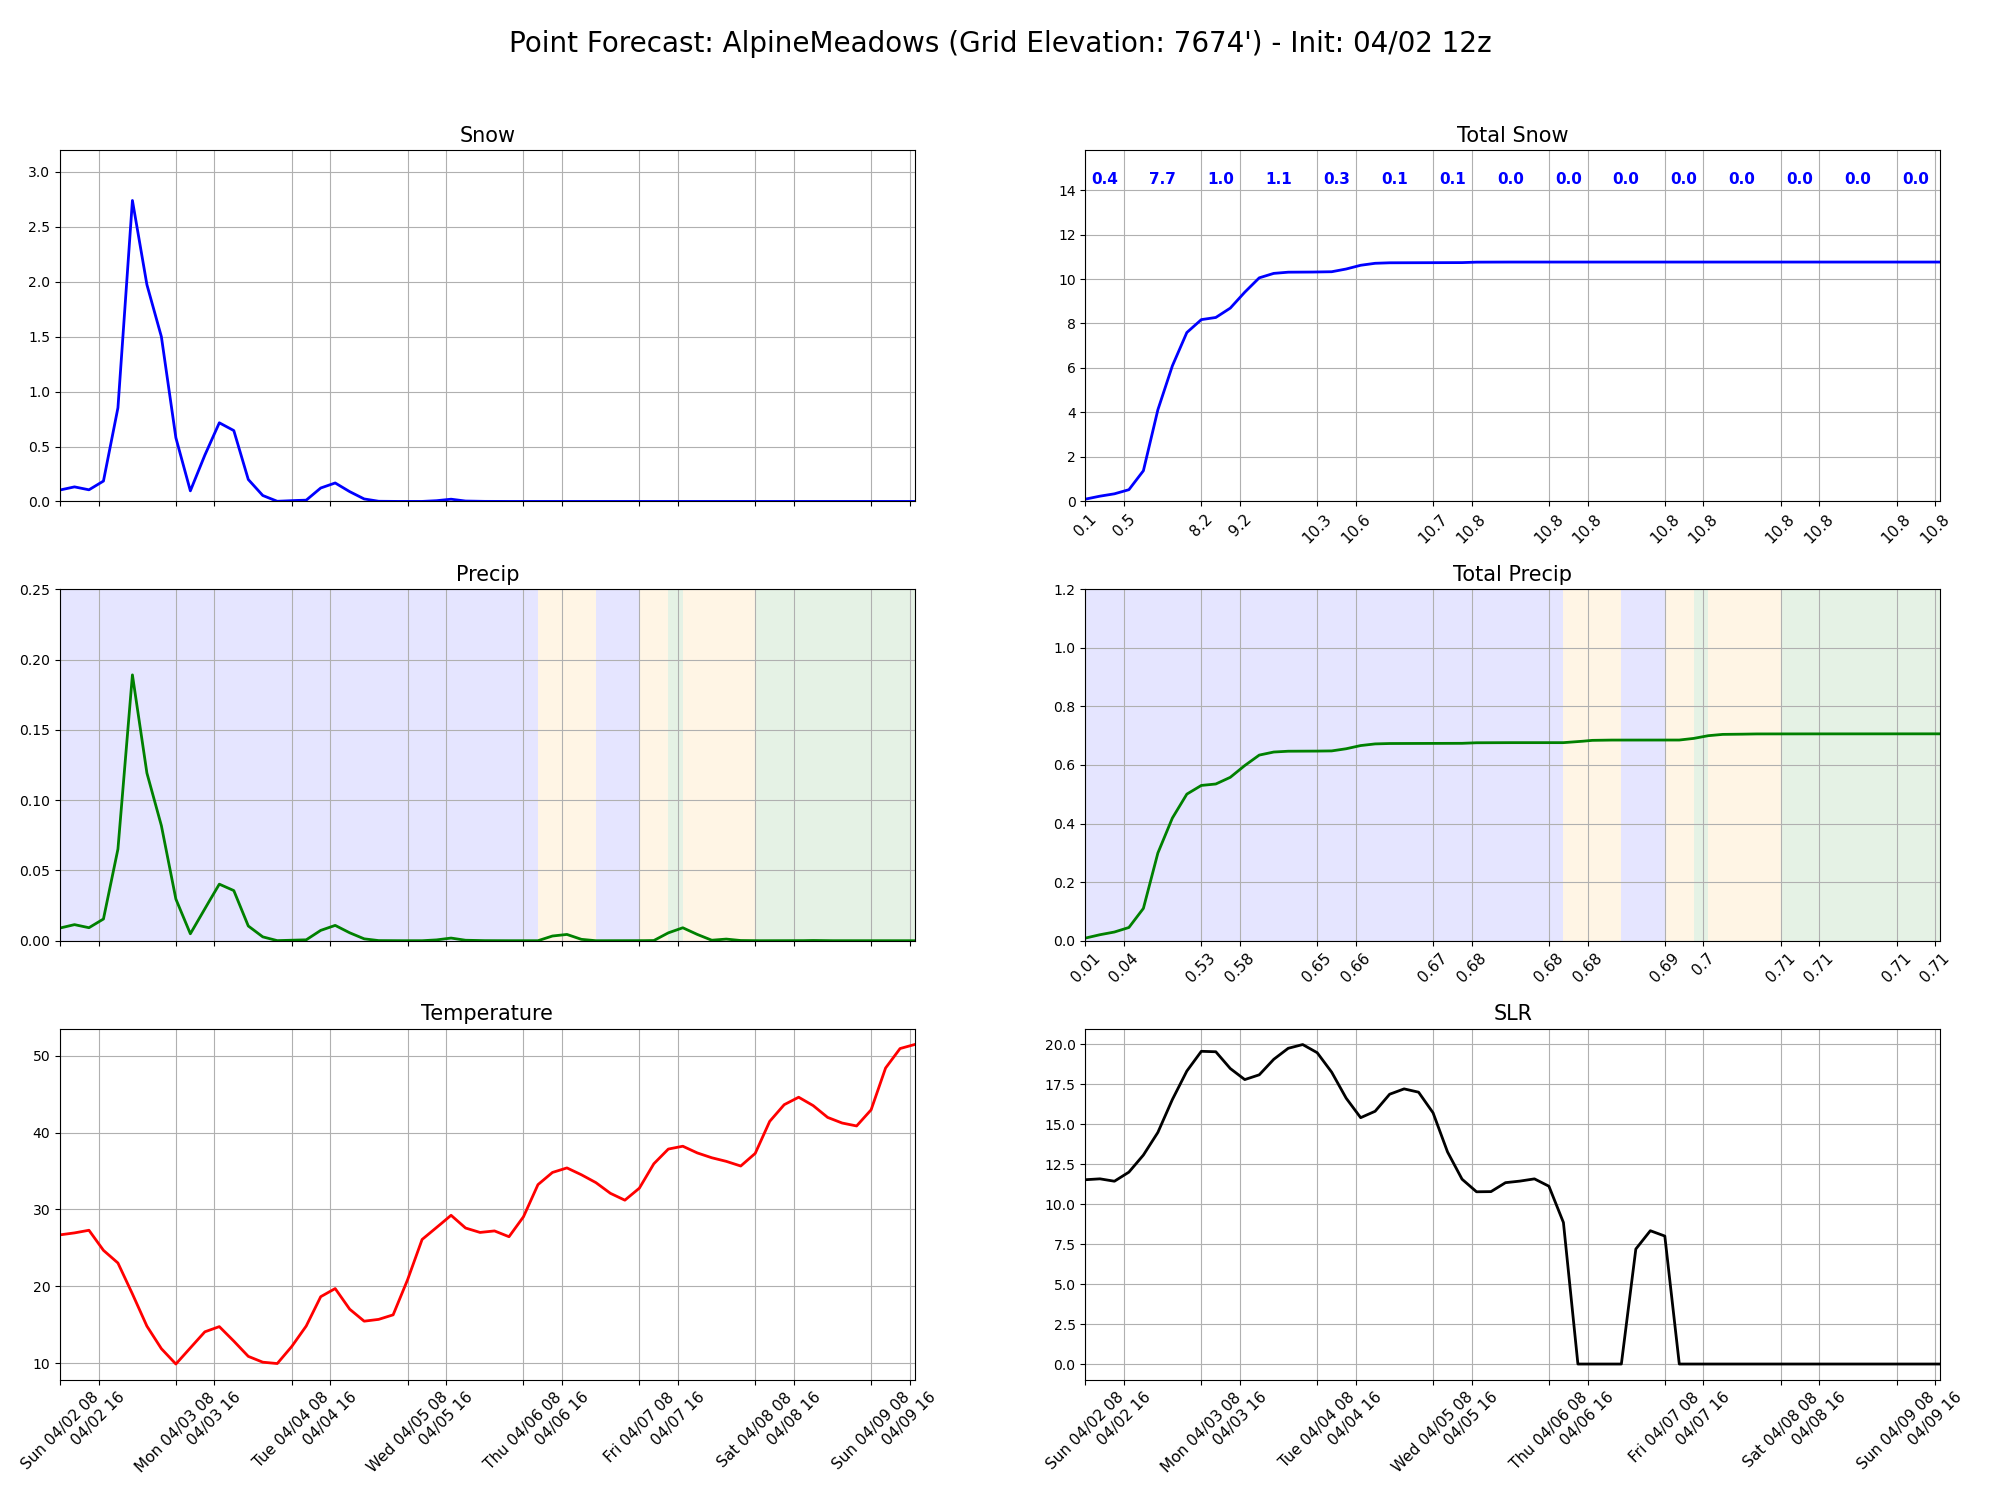 Point Forecast: AlpineMeadows (Grid Elevation: 7674') - Init: 04/02 12z
Snow
3.0
2.5
2.0
1.5
1.0
0.5
0.0
Total Snow
0.4 7.7 1.0 1.1 0.3 0.1 0.1 0.0 0.0 0.0 0.0 0.0 0.0 0.0 0.0
14
12
10
8
6
4
2
0
0.1 0.5 8.2 9.2 10.3 10.6 10.7 10.8 10.8 10.8 10.8 10.8 10.8 10.8 10.8 10.8
Precip
0.25
0.20
0.15
0.10
0.05
0.00
Total Precip
1.2
1.0
0.8
0.6
0.4
0.2
0.0
0.01 0.04 0.53 0.58 0.65 0.66 0.67 0.68 0.68 0.68 0.69 0.7 0.71 0.71 0.71 0.71
Temperature
50
40
30
20
10
Sun 04/02 08
04/02 16
Mon 04/03 08
04/03 16
Tue 04/04 08
04/04 16
Wed 04/05 08
04/05 16
Thu 04/06 08
04/06 16
Fri 04/07 08
04/07 16
Sat 04/08 08
04/08 16
Sun 04/09 08
04/09 16
SLR
20.0
17.5
15.0
12.5
10.0
7.5
5.0
2.5
0.0
Sun 04/02 08
04/02 16
Mon 04/03 08
04/03 16
Tue 04/04 08
04/04 16
Wed 04/05 08
04/05 16
Thu 04/06 08
04/06 16
Fri 04/07 08
04/07 16
Sat 04/08 08
04/08 16
Sun 04/09 08
04/09 16